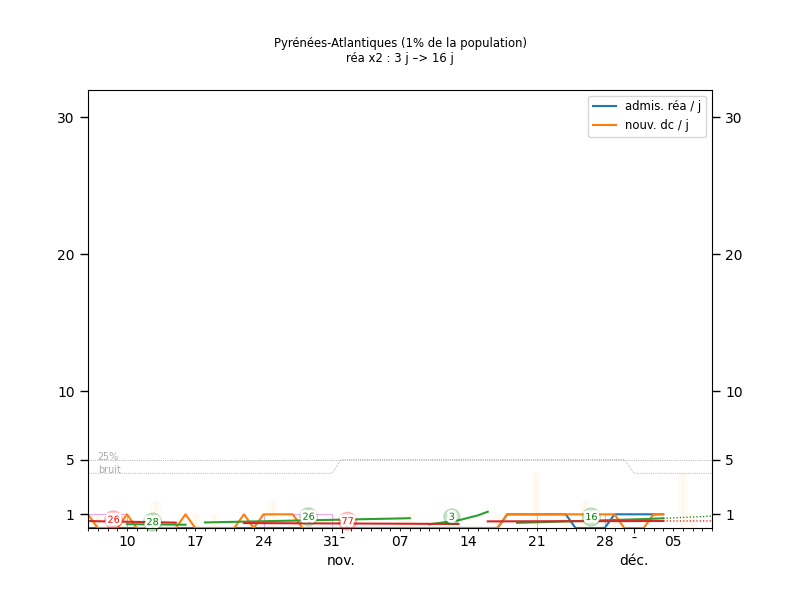 Pyrénées-Atlantiques (1% de la population)
réa x2 : 3 j –> 16 j
admis. réa / j
nouv. dc / j
30 30
20 20
10 10
5 5
1 1
25%
bruit
26 28 26 77 3 16
10 17 24 31 07 14 21 28 05
nov. déc.